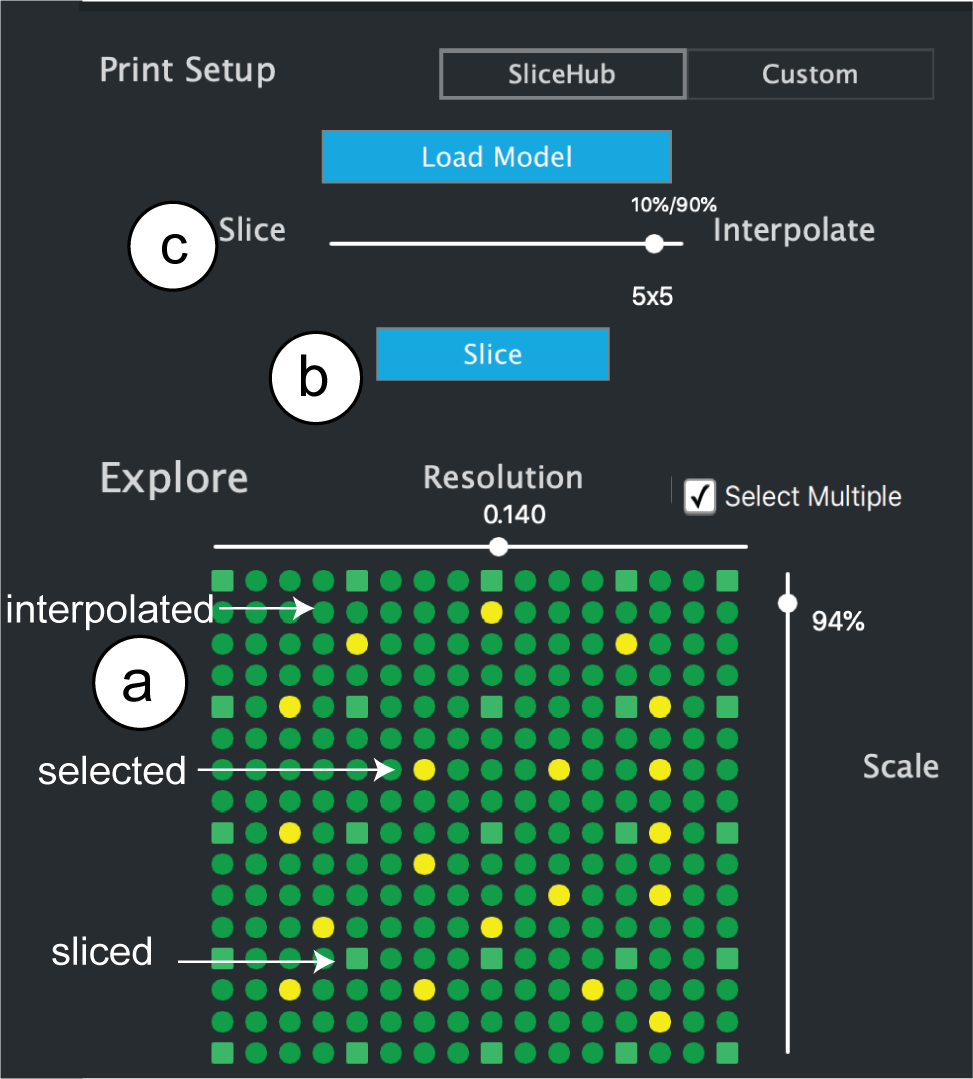 Print Setup
SliceHub
Custom
Load Model
10%/90%
c
Slice
Interpolate
5x5
b
Slice
Explore
Resolution
✓ Select Multiple
0.140
interpolated
94%
a
selected
Scale
sliced